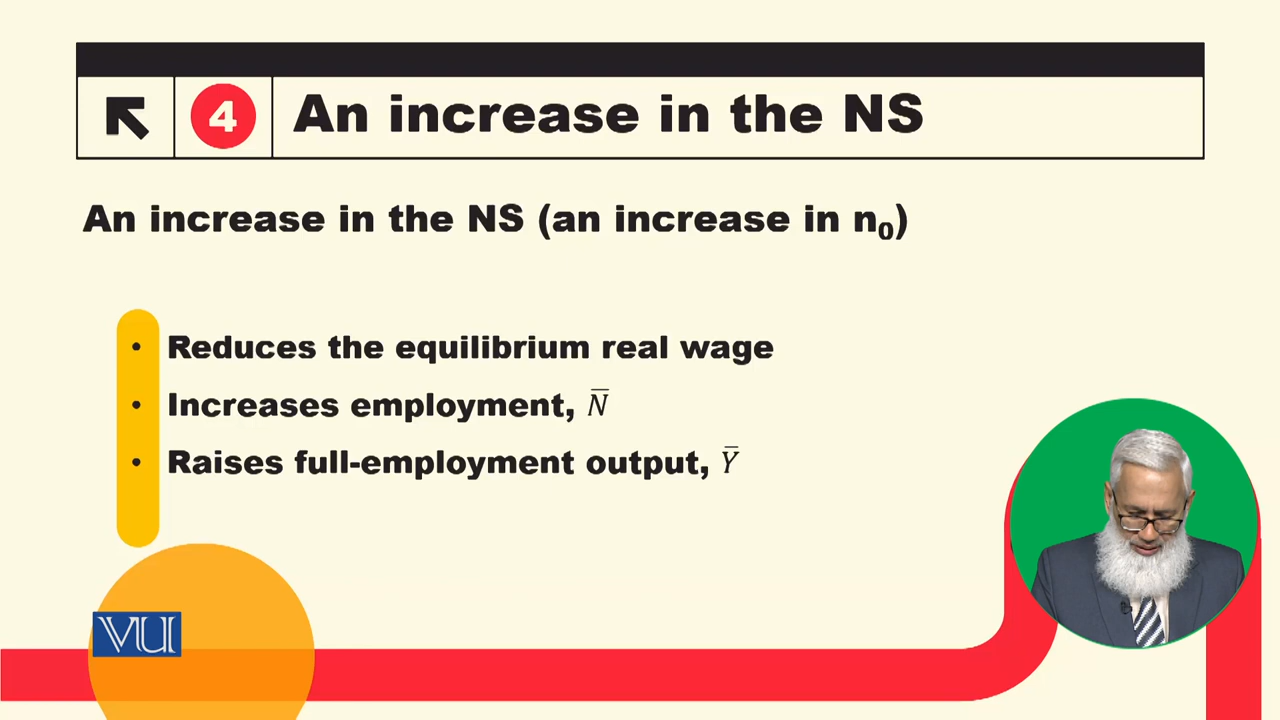 4 An increase in the NS
An increase in the NS (an increase in n₀)
• Reduces the equilibrium real wage
• Increases employment, N̅
• Raises full-employment output, Y̅
VU